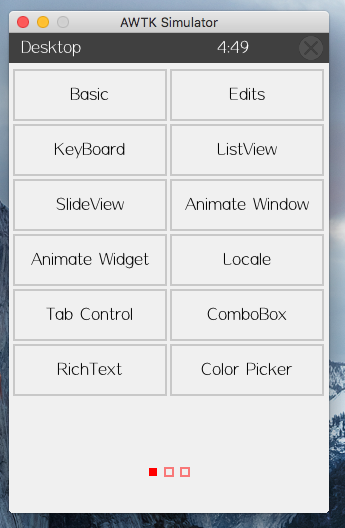 AWTK Simulator
Desktop 4:49
Basic Edits
KeyBoard ListView
SlideView Animate Window
Animate Widget Locale
Tab Control ComboBox
RichText Color Picker